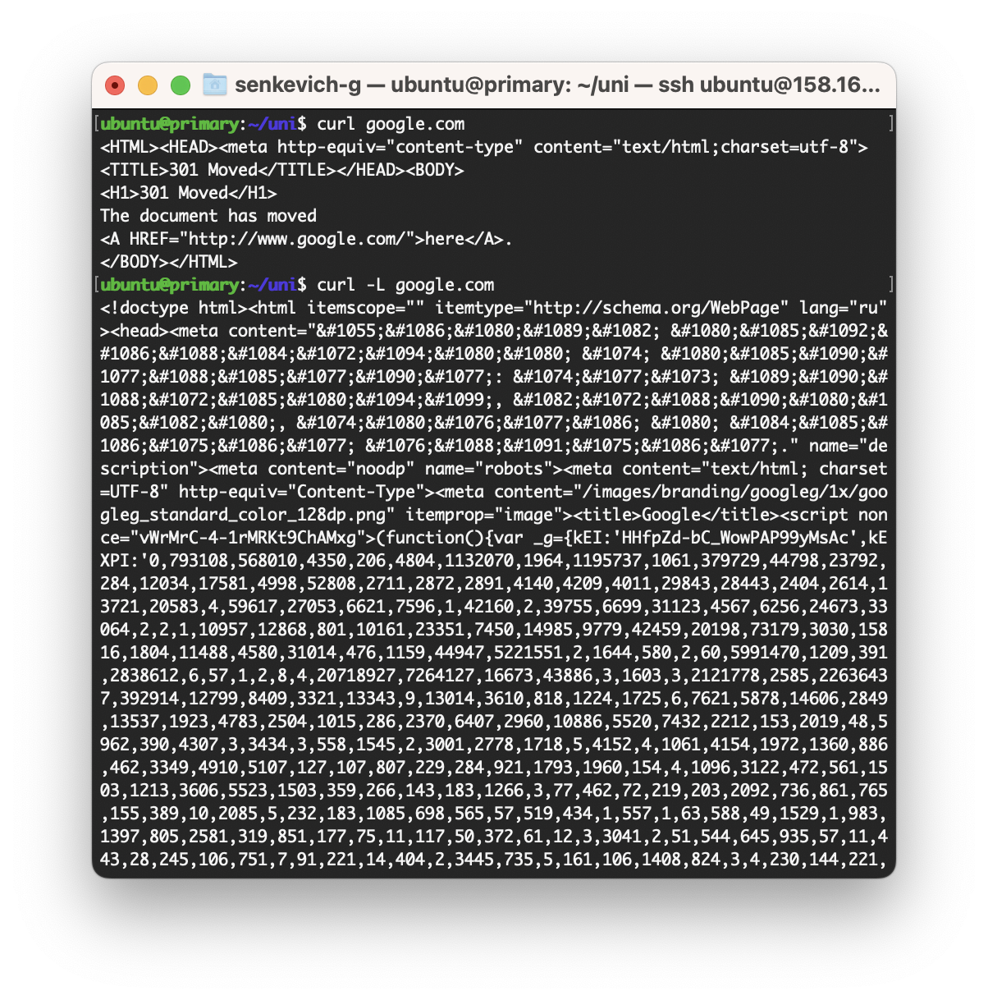 senkevich-g — ubuntu@primary: ~/uni — ssh ubuntu@158.16...
[ubuntu@primary:~/uni$ curl google.com ]
<HTML><HEAD><meta http-equiv="content-type" content="text/html;charset=utf-8">
<TITLE>301 Moved</TITLE></HEAD><BODY>
<H1>301 Moved</H1>
The document has moved
<A HREF="http://www.google.com/">here</A>.
</BODY></HTML>
[ubuntu@primary:~/uni$ curl -L google.com ]
<!doctype html><html itemscope="" itemtype="http://schema.org/WebPage" lang="ru"
><head><meta content="&#1055;&#1086;&#1080;&#1089;&#1082; &#1080;&#1085;&#1092;&
#1086;&#1088;&#1084;&#1072;&#1094;&#1080;&#1080; &#1074; &#1080;&#1085;&#1090;&#
1077;&#1088;&#1085;&#1077;&#1090;&#1077;: &#1074;&#1077;&#1073; &#1089;&#1090;&#
1088;&#1072;&#1085;&#1080;&#1094;&#1099;, &#1082;&#1072;&#1088;&#1090;&#1080;&#1
085;&#1082;&#1080;, &#1074;&#1080;&#1076;&#1077;&#1086; &#1080; &#1084;&#1085;&#
1086;&#1075;&#1086;&#1077; &#1076;&#1088;&#1091;&#1075;&#1086;&#1077;." name="de
scription"><meta content="noodp" name="robots"><meta content="text/html; charset
=UTF-8" http-equiv="Content-Type"><meta content="/images/branding/googleg/1x/goo
gleg_standard_color_128dp.png" itemprop="image"><title>Google</title><script non
ce="vWrMrC-4-1rMRKt9ChAMxg">(function(){var _g={kEI:'HHfpZd-bC_WowPAP99yMsAc',kE
XPI:'0,793108,568010,4350,206,4804,1132070,1964,1195737,1061,379729,44798,23792,
284,12034,17581,4998,52808,2711,2872,2891,4140,4209,4011,29843,28443,2404,2614,1
3721,20583,4,59617,27053,6621,7596,1,42160,2,39755,6699,31123,4567,6256,24673,33
064,2,2,1,10957,12868,801,10161,23351,7450,14985,9779,42459,20198,73179,3030,158
16,1804,11488,4580,31014,476,1159,44947,5221551,2,1644,580,2,60,5991470,1209,391
,2838612,6,57,1,2,8,4,20718927,7264127,16673,43886,3,1603,3,2121778,2585,2263643
7,392914,12799,8409,3321,13343,9,13014,3610,818,1224,1725,6,7621,5878,14606,2849
,13537,1923,4783,2504,1015,286,2370,6407,2960,10886,5520,7432,2212,153,2019,48,5
962,390,4307,3,3434,3,558,1545,2,3001,2778,1718,5,4152,4,1061,4154,1972,1360,886
,462,3349,4910,5107,127,107,807,229,284,921,1793,1960,154,4,1096,3122,472,561,15
03,1213,3606,5523,1503,359,266,143,183,1266,3,77,462,72,219,203,2092,736,861,765
,155,389,10,2085,5,232,183,1085,698,565,57,519,434,1,557,1,63,588,49,1529,1,983,
1397,805,2581,319,851,177,75,11,117,50,372,61,12,3,3041,2,51,544,645,935,57,11,4
43,28,245,106,751,7,91,221,14,404,2,3445,735,5,161,106,1408,824,3,4,230,144,221,